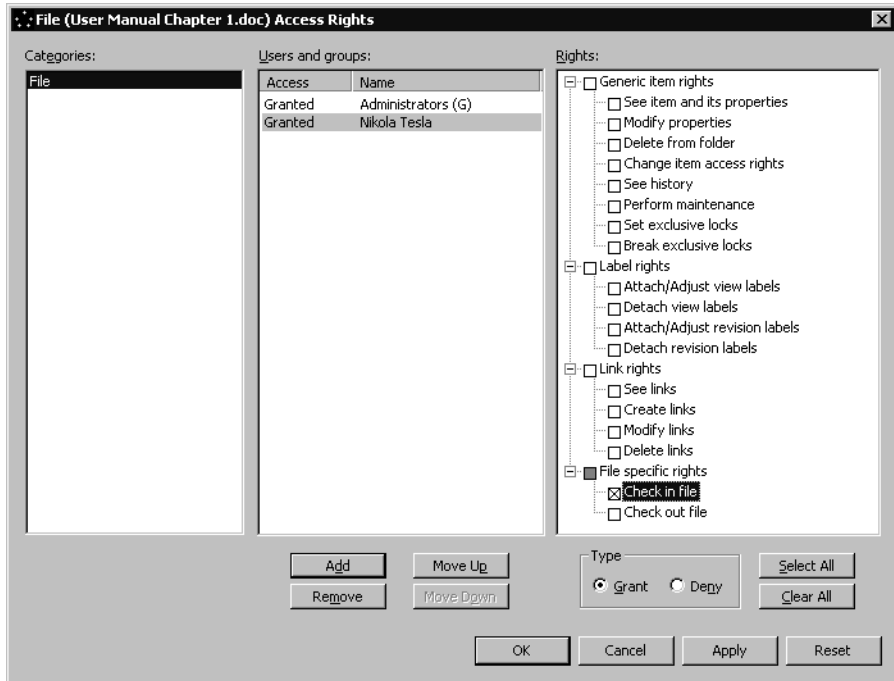 File (User Manual Chapter 1.doc) Access Rights
Categories:
File
Users and groups:
Access Name
Granted Administrators (G)
Granted Nikola Tesla
Rights:
Generic item rights
See item and its properties
Modify properties
Delete from folder
Change item access rights
See history
Perform maintenance
Set exclusive locks
Break exclusive locks
Label rights
Attach/Adjust view labels
Detach view labels
Attach/Adjust revision labels
Detach revision labels
Link rights
See links
Create links
Modify links
Delete links
File specific rights
Check in file
Check out file
Add
Move Up
Remove
Move Down
Type
Grant Deny
Select All
Clear All
OK
Cancel
Apply
Reset